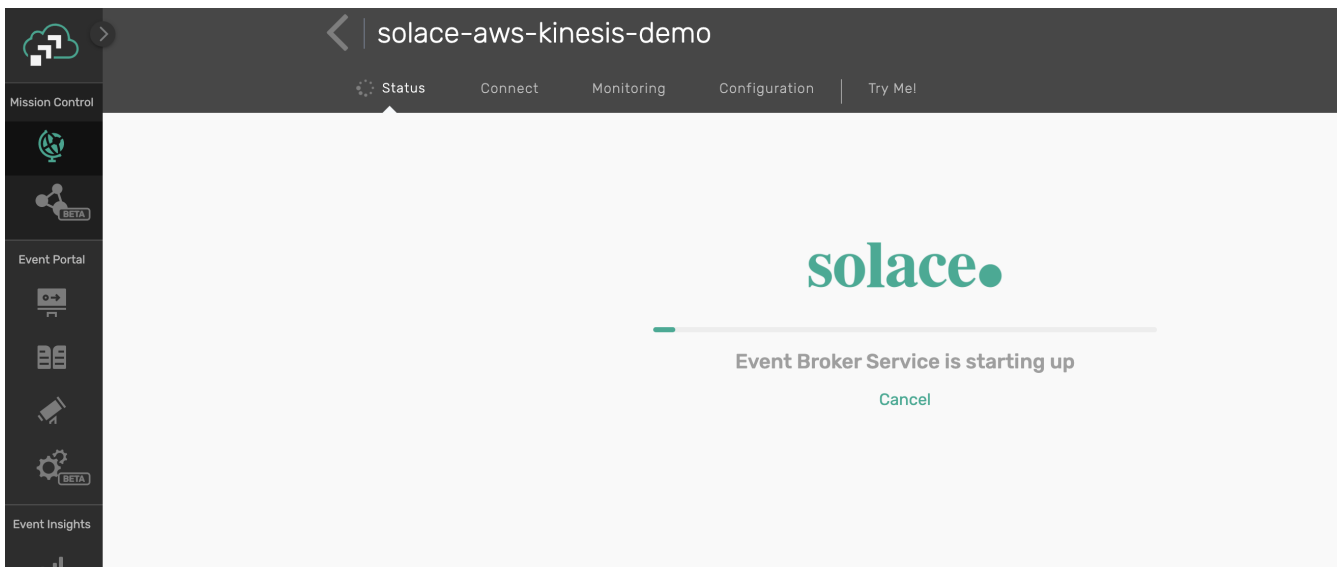 solace-aws-kinesis-demo
Status Connect Monitoring Configuration Try Me!
Mission Control
BETA
Event Portal
BETA
Event Insights
solace
Event Broker Service is starting up
Cancel